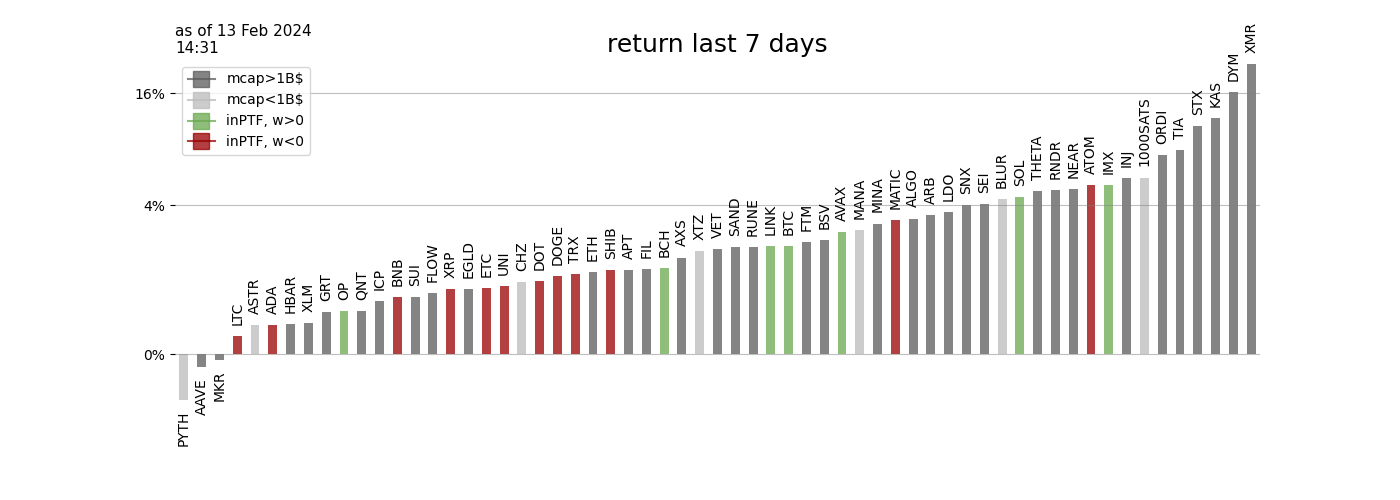 as of 13 Feb 2024
14:31
return last 7 days
mcap>1B$
mcap<1B$
inPTF, w>0
inPTF, w<0
16%
4%
0%
PYTH
AAVE
MKR
LTC
ASTR
ADA
HBAR
XLM
GRT
OP
QNT
ICP
BNB
SUI
FLOW
XRP
EGLD
ETC
UNI
CHZ
DOT
DOGE
TRX
ETH
SHIB
APT
FIL
BCH
AXS
XTZ
VET
SAND
RUNE
LINK
BTC
FTM
BSV
AVAX
MANA
MINA
MATIC
ALGO
ARB
LDO
SNX
SEI
BLUR
SOL
THETA
RNDR
NEAR
ATOM
IMX
INJ
1000SATS
ORDI
TIA
STX
KAS
DYM
XMR